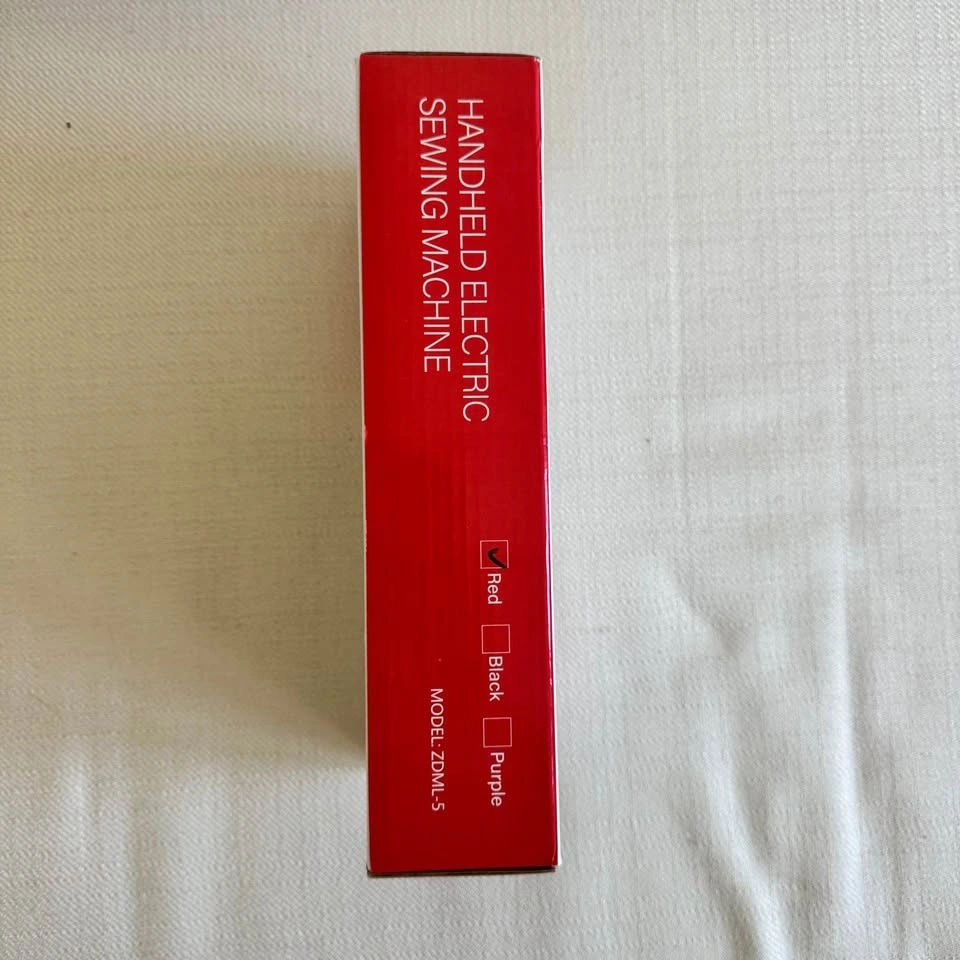 HANDHELD ELECTRIC
SEWING MACHINE
Red Black Purple
MODEL: ZDML-5